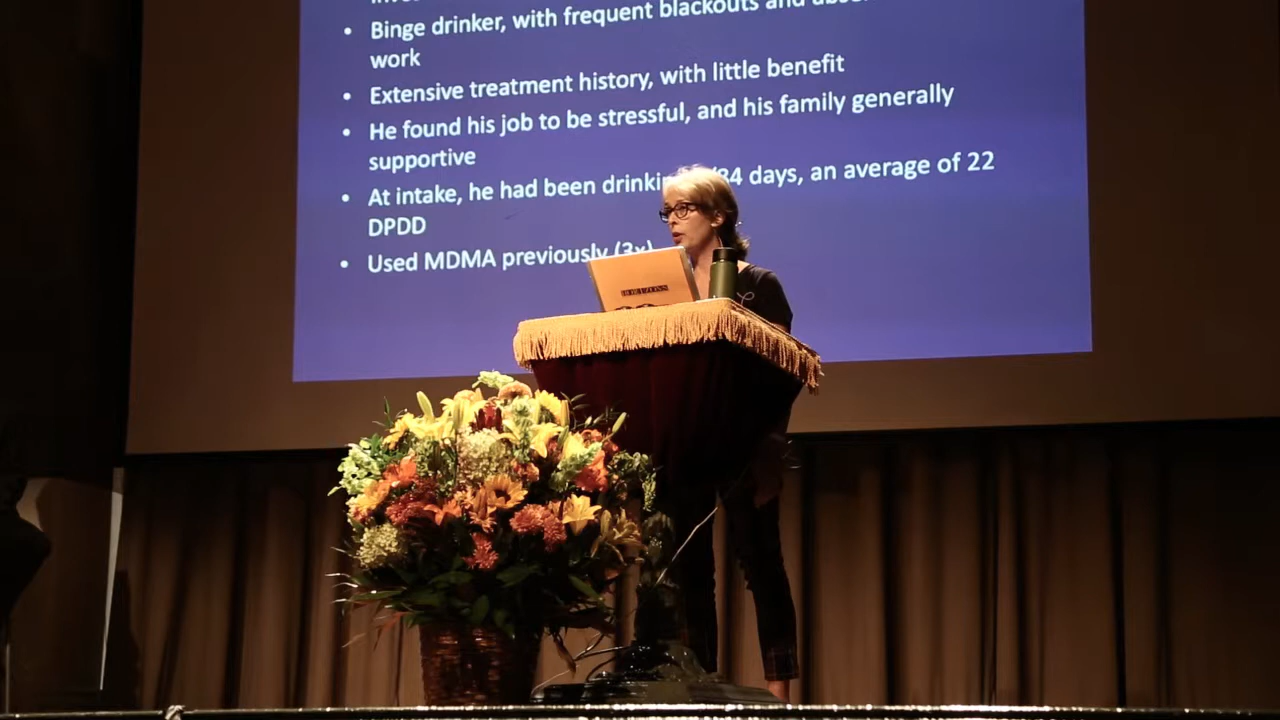 • Binge drinker, with frequent blackouts and
work
• Extensive treatment history, with little benefit
• He found his job to be stressful, and his family generally
supportive
• At intake, he had been days, an average of 22
DPDD
• Used MDMA previously (3x)
HORIZONS